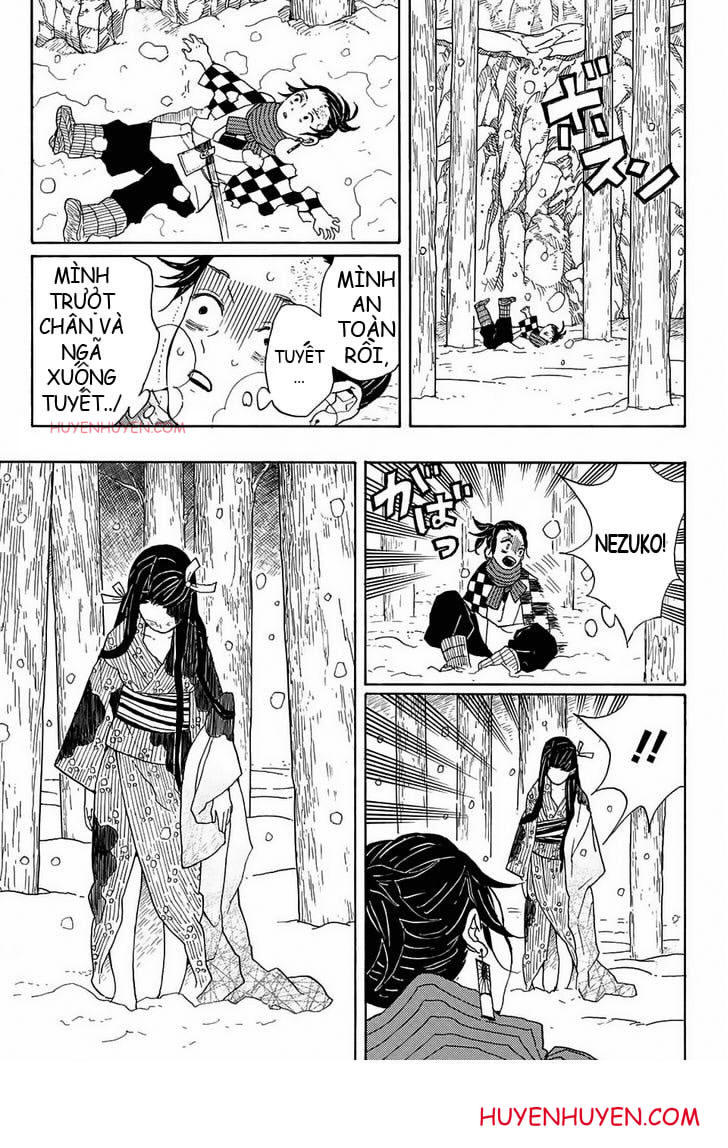 ボスン
MÌNH
AN
TOÀN
RỒI,
TUYẾT
...
MÌNH
TRƯỢT
CHÂN VÀ
NGÃ
XUỐNG
TUYẾT../
HUYENHUYEN.COM
がばっ
NEZUKO!
!!
HUYENHUYEN.COM